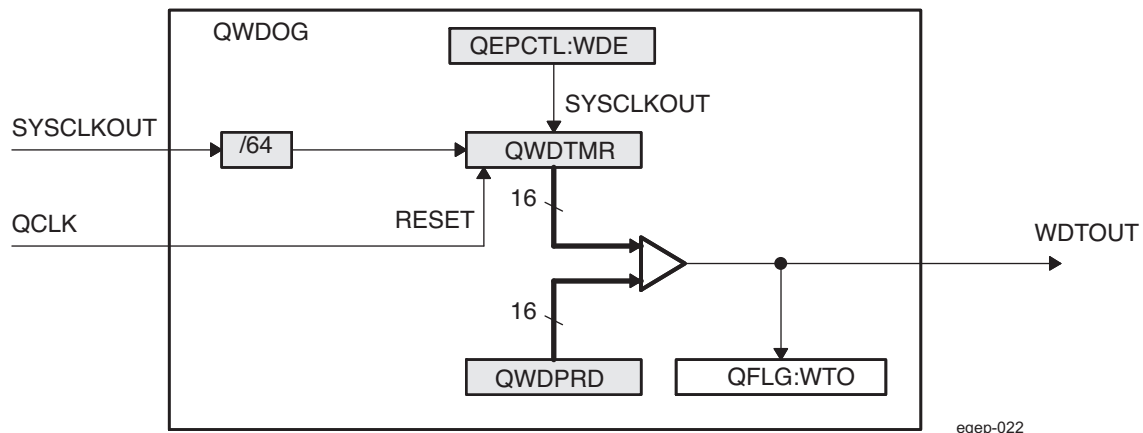 QWDOG
QEPCTL:WDE
SYSCLKOUT
SYSCLKOUT
/64
QWDTMR
16
RESET
QCLK
WDTOUT
16
QWDPRD
QFLG:WTO
eqep-022